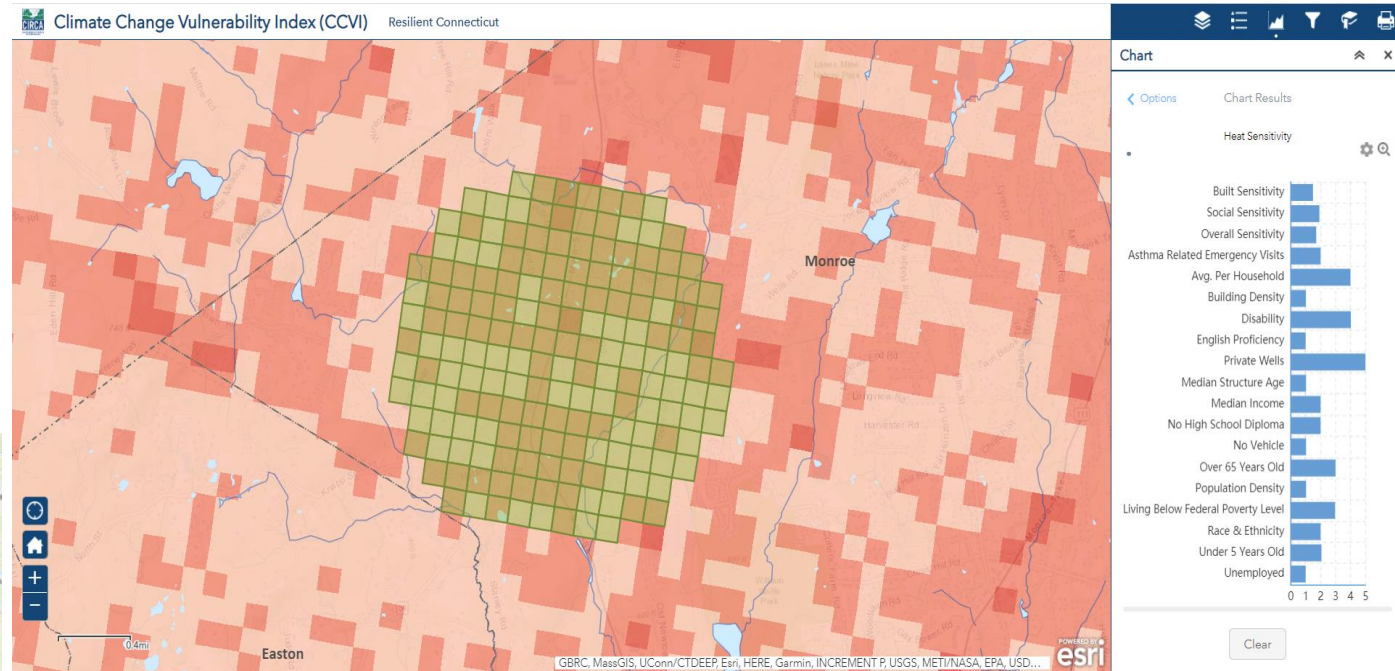 CIRCA
Climate Change Vulnerability Index (CCVI) Resilient Connecticut
Chart
Options
Chart Results
Heat Sensitivity
Built Sensitivity
Social Sensitivity
Overall Sensitivity
Asthma Related Emergency Visits
Avg. Per Household
Building Density
Disability
English Proficiency
Private Wells
Median Structure Age
Median Income
No High School Diploma
No Vehicle
Over 65 Years Old
Population Density
Living Below Federal Poverty Level
Race & Ethnicity
Under 5 Years Old
Unemployed
0 1 2 3 4 5
Clear
Monroe
Harvester Rd
Easton
+
−
0.4mi
GBRC, MassGIS, UConn/CTDEEP, Esri, HERE, Garmin, INCREMENT P, USGS, METI/NASA, EPA, USD...
POWERED BY
esri